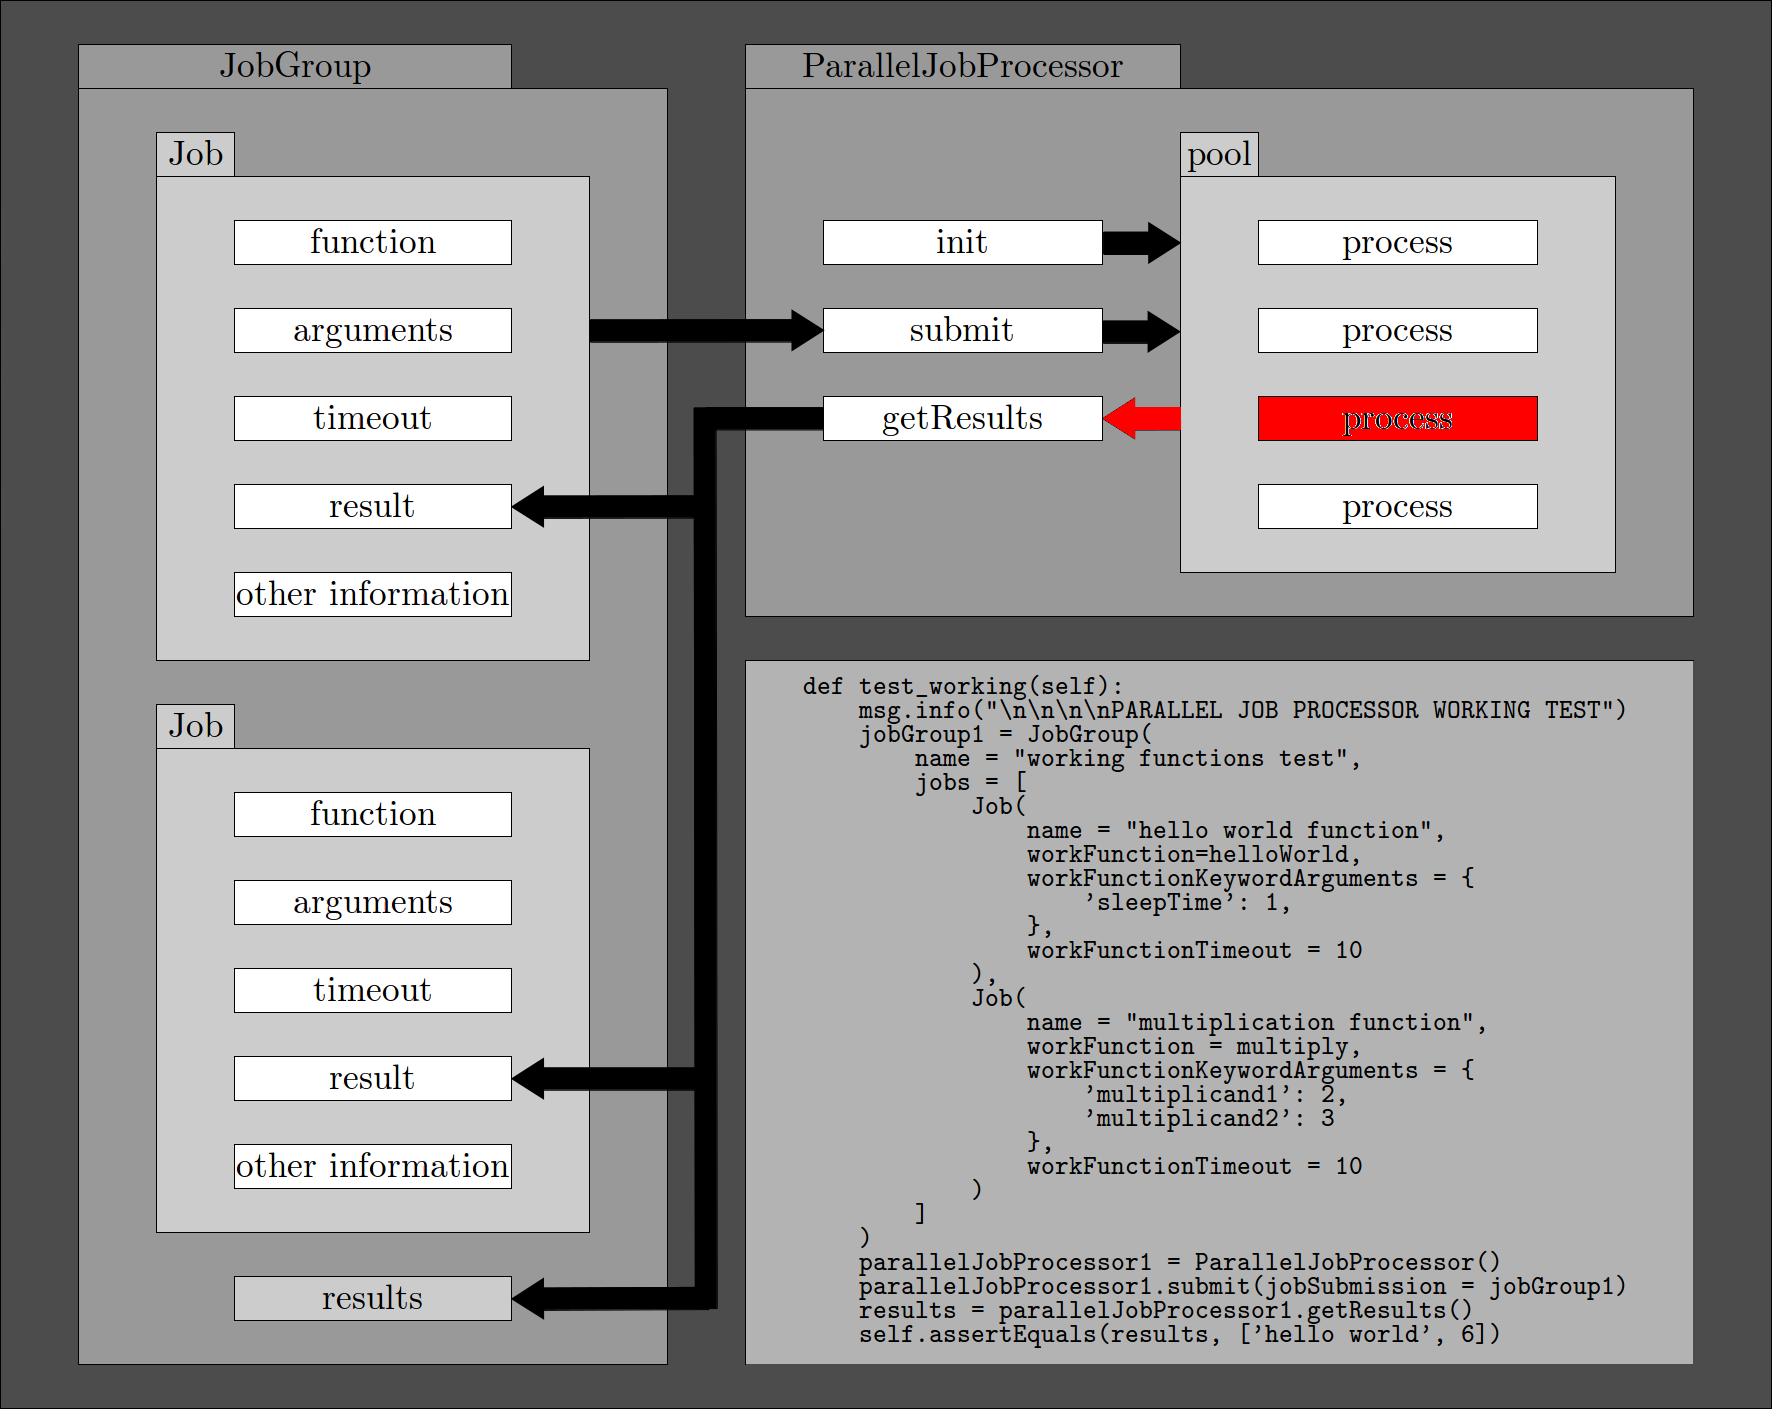 JobGroup
Job
function
arguments
timeout
result
other information
Job
function
arguments
timeout
result
other information
results
ParallelJobProcessor
init
submit
getResults
pool
process
process
process
process
def test_working(self):
    msg.info("\n\n\n\nPARALLEL JOB PROCESSOR WORKING TEST")
    jobGroup1 = JobGroup(
        name = "working functions test",
        jobs = [
            Job(
                name = "hello world function",
                workFunction=helloWorld,
                workFunctionKeywordArguments = {
                    ’sleepTime’: 1,
                },
                workFunctionTimeout = 10
            ),
            Job(
                name = "multiplication function",
                workFunction = multiply,
                workFunctionKeywordArguments = {
                    ’multiplicand1’: 2,
                    ’multiplicand2’: 3
                },
                workFunctionTimeout = 10
            )
        ]
    )
    parallelJobProcessor1 = ParallelJobProcessor()
    parallelJobProcessor1.submit(jobSubmission = jobGroup1)
    results = parallelJobProcessor1.getResults()
    self.assertEquals(results, [’hello world’, 6])